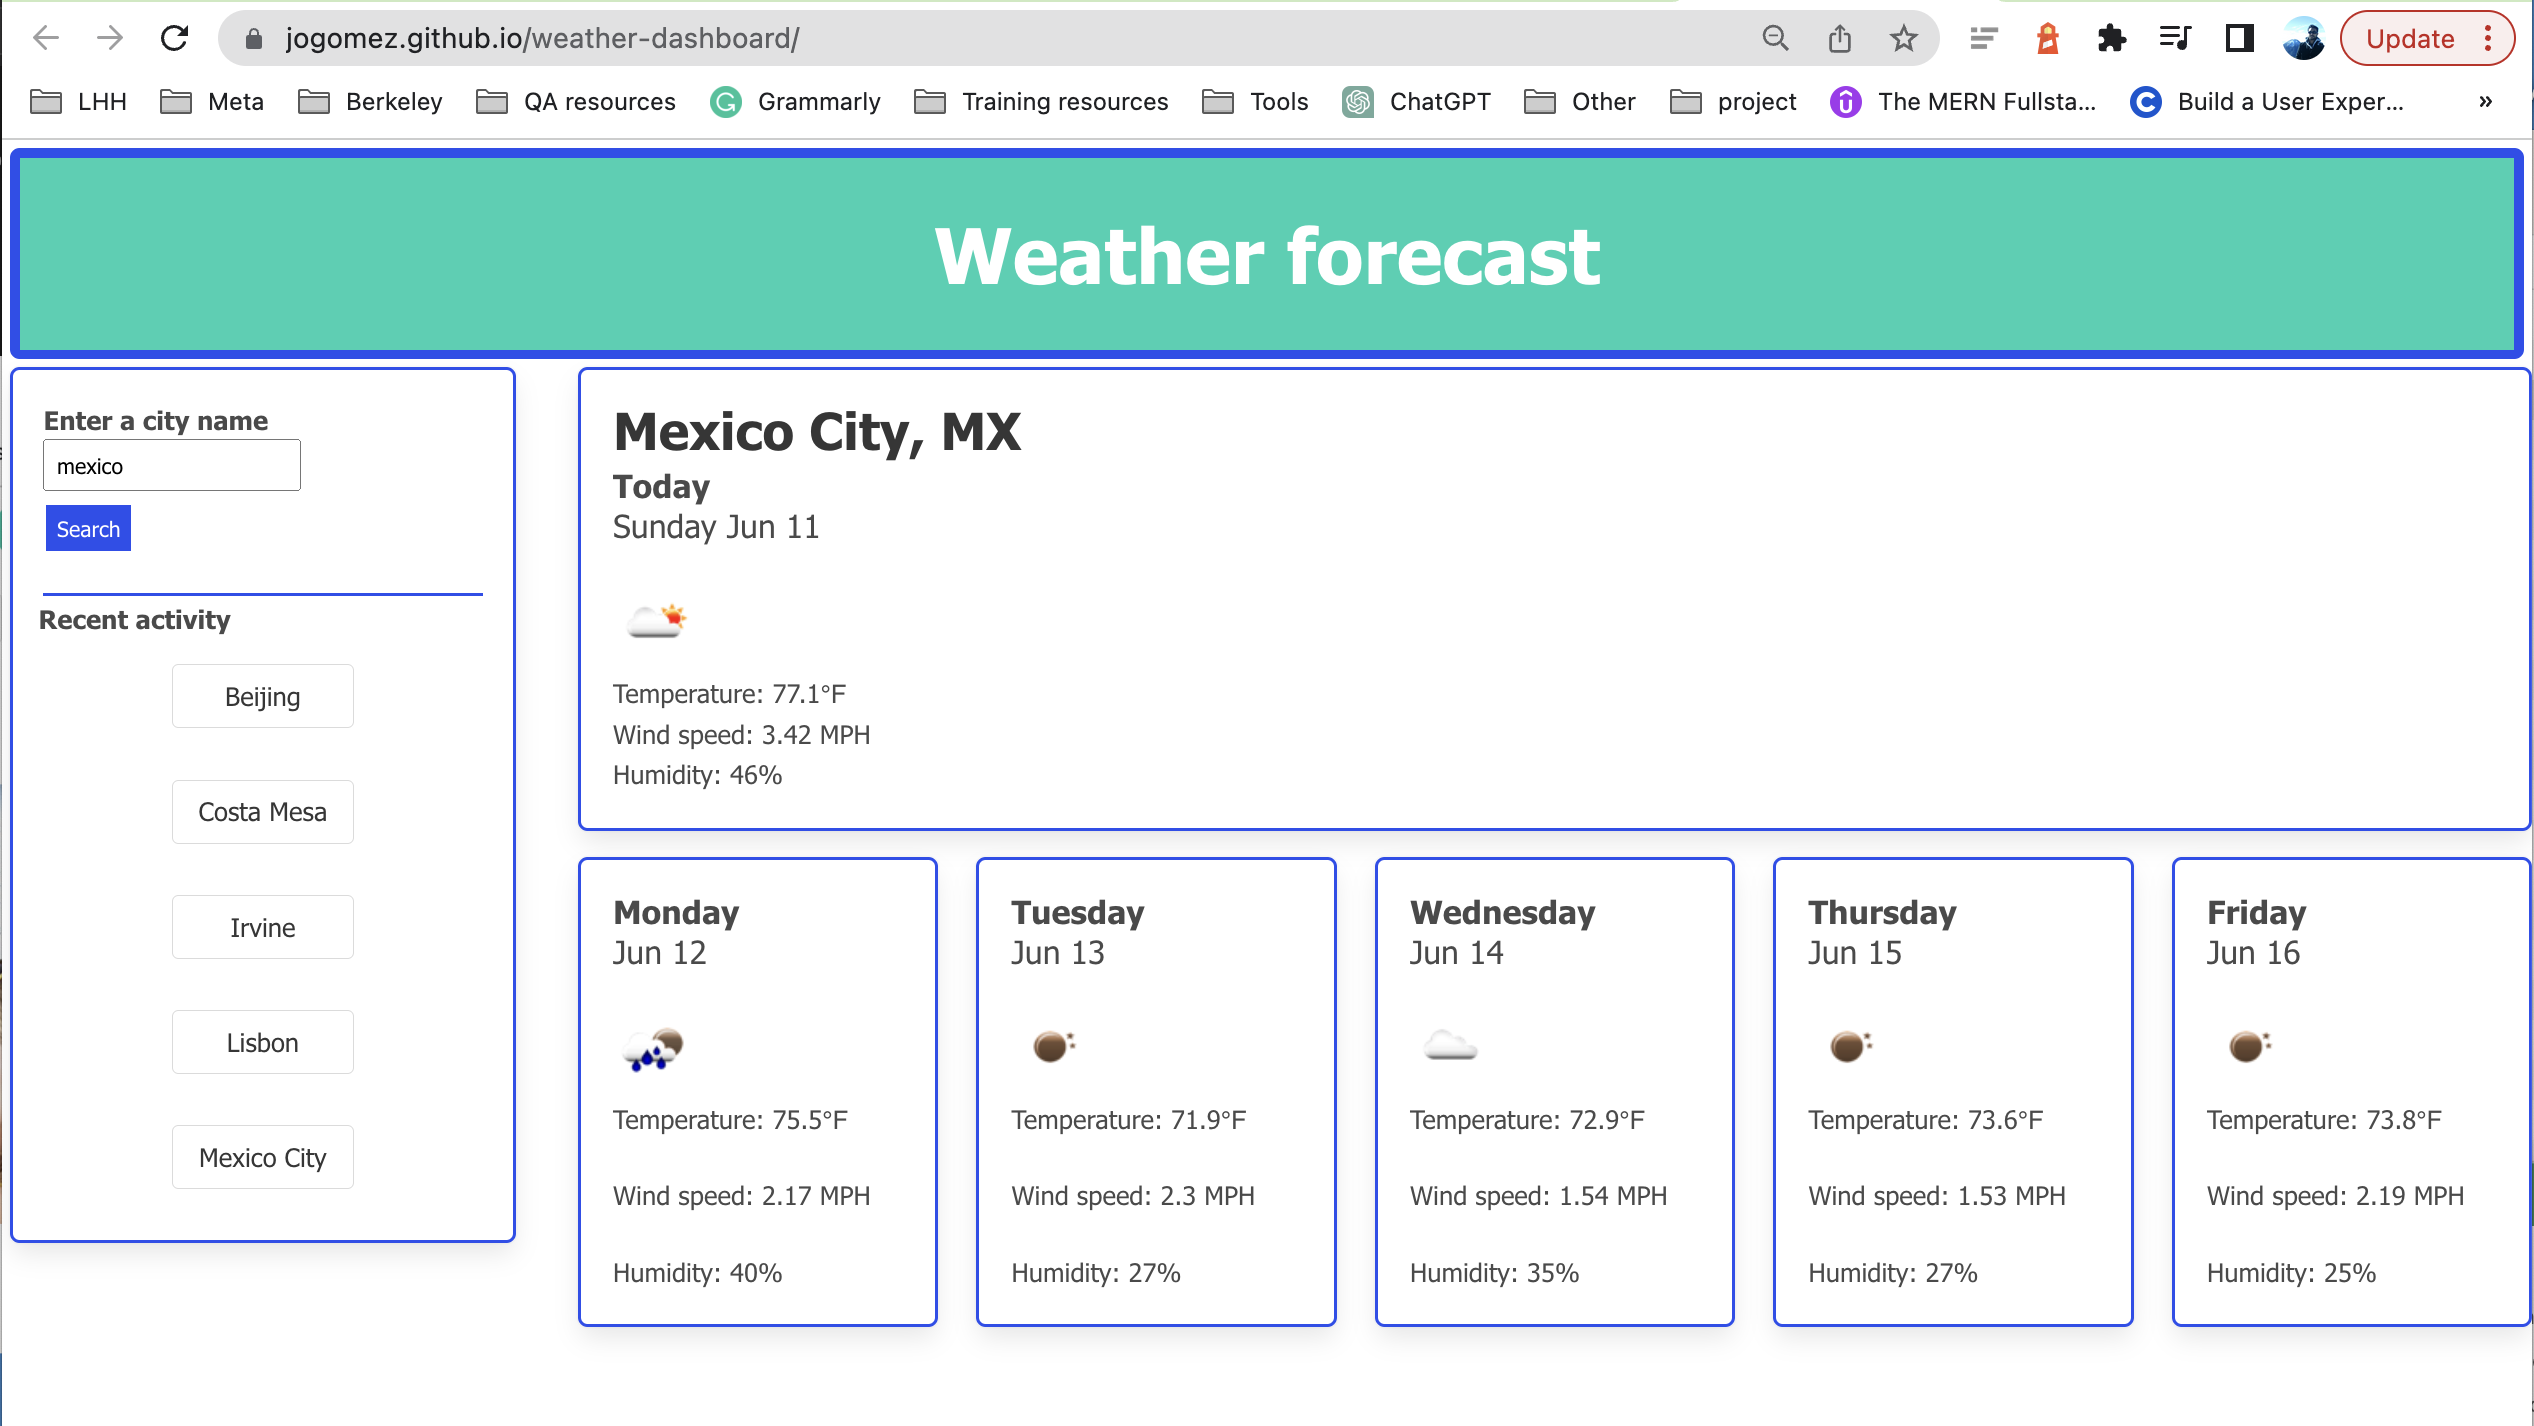 jogomez.github.io/weather-dashboard/
Update
LHH
Meta
Berkeley
QA resources
Grammarly
Training resources
Tools
ChatGPT
Other
project
The MERN Fullsta...
Build a User Exper...
»
Weather forecast
Enter a city name
mexico
Search
Recent activity
Beijing
Costa Mesa
Irvine
Lisbon
Mexico City
Mexico City, MX
Today
Sunday Jun 11
Temperature: 77.1°F
Wind speed: 3.42 MPH
Humidity: 46%
Monday
Jun 12
Temperature: 75.5°F
Wind speed: 2.17 MPH
Humidity: 40%
Tuesday
Jun 13
Temperature: 71.9°F
Wind speed: 2.3 MPH
Humidity: 27%
Wednesday
Jun 14
Temperature: 72.9°F
Wind speed: 1.54 MPH
Humidity: 35%
Thursday
Jun 15
Temperature: 73.6°F
Wind speed: 1.53 MPH
Humidity: 27%
Friday
Jun 16
Temperature: 73.8°F
Wind speed: 2.19 MPH
Humidity: 25%